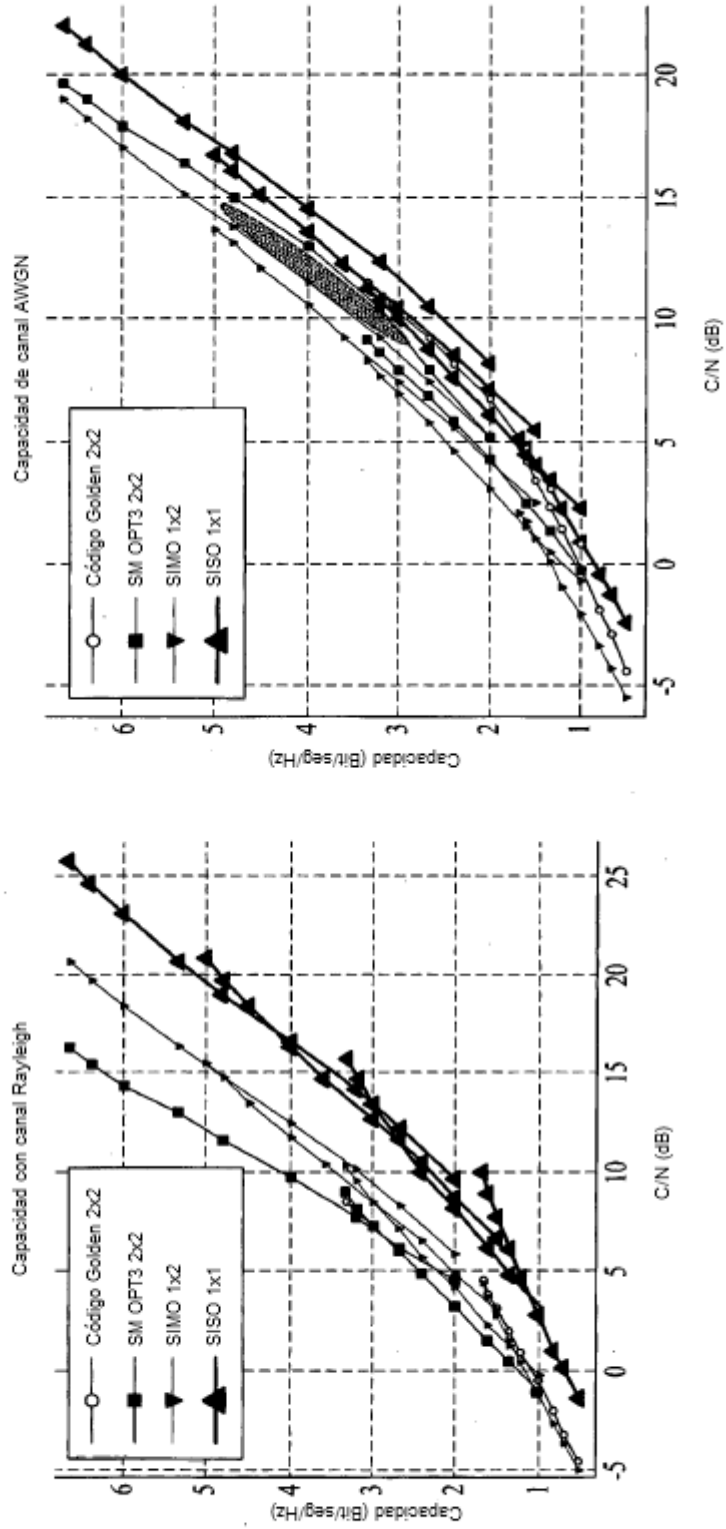 Capacidad con canal Rayleigh
Código Golden 2x2
SM OPT3 2x2
SIMO 1x2
SISO 1x1
Capacidad (Bit/seg/Hz)
6
5
4
3
2
1
-5
0
5
10
15
20
25
C/N (dB)
Capacidad de canal AWGN
Código Golden 2x2
SM OPT3 2x2
SIMO 1x2
SISO 1x1
Capacidad (Bit/seg/Hz)
6
5
4
3
2
1
-5
0
5
10
15
20
C/N (dB)